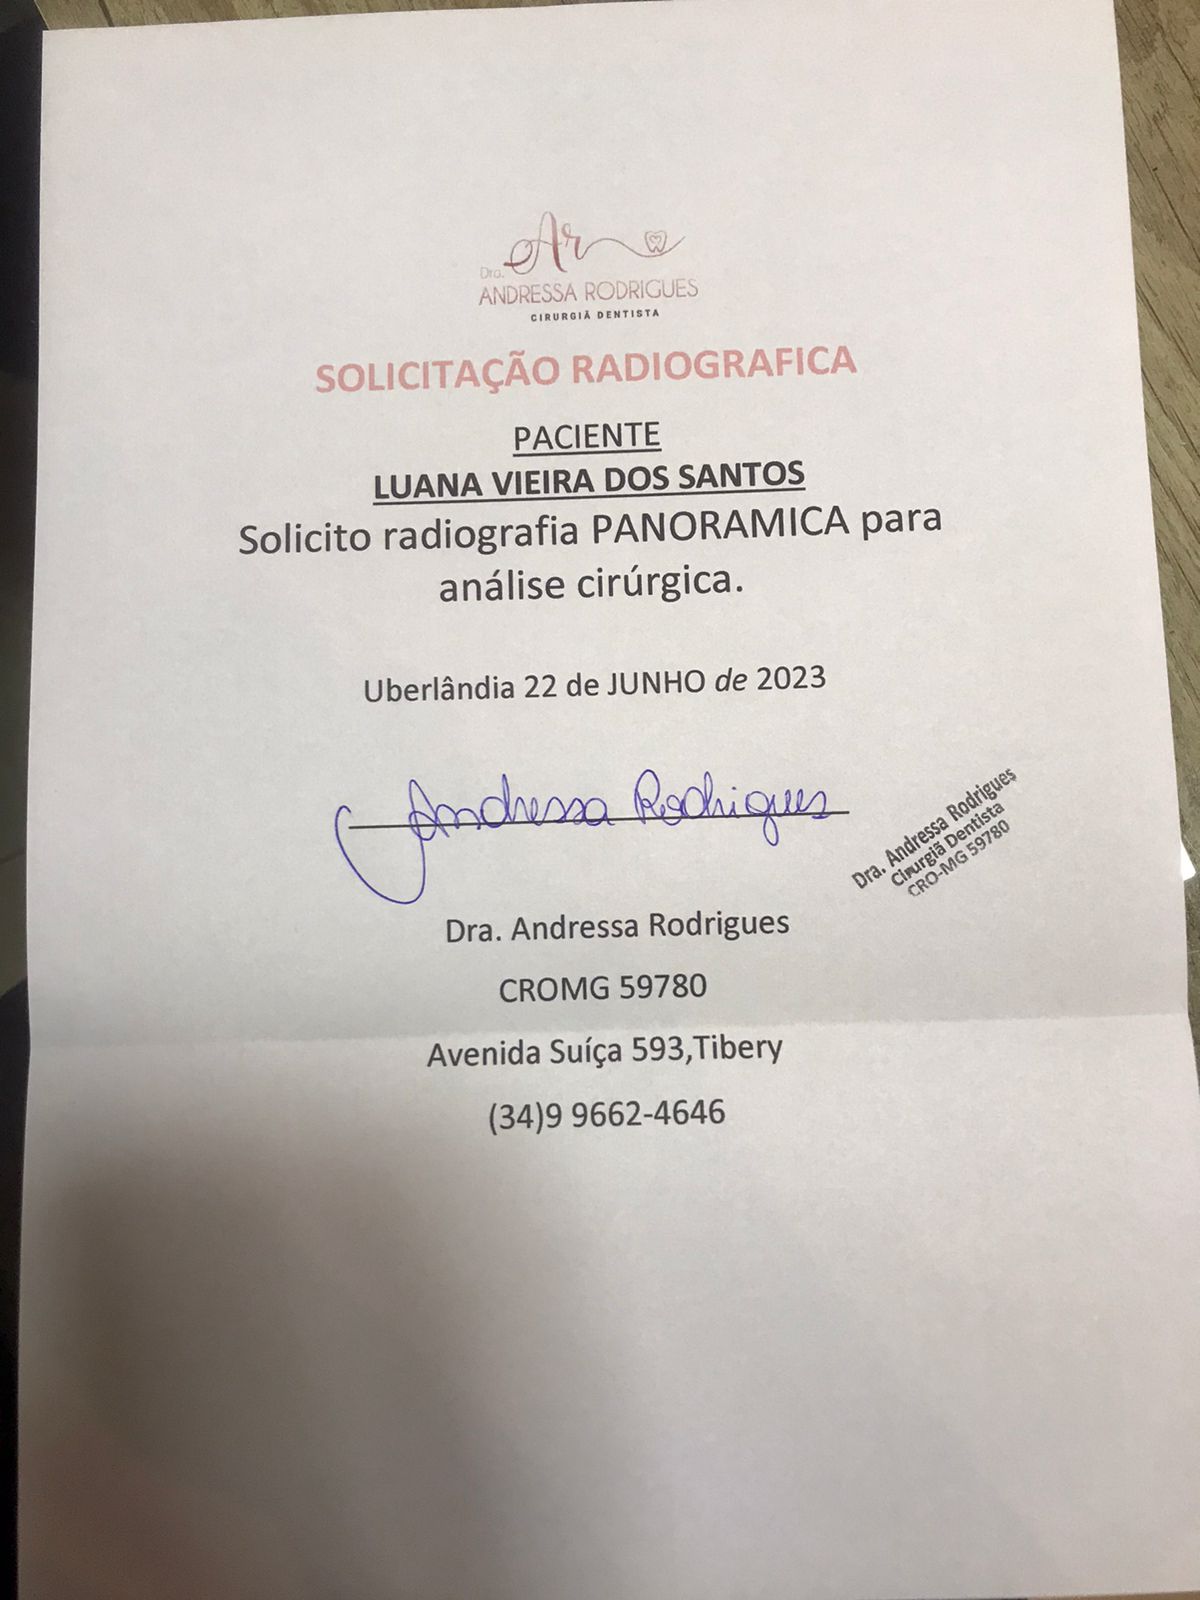 Ar
Dra.
ANDRESSA RODRIGUES
CIRURGIÃ DENTISTA
SOLICITAÇÃO RADIOGRAFICA
PACIENTE
LUANA VIEIRA DOS SANTOS
Solicito radiografia PANORAMICA para
análise cirúrgica.
Uberlândia 22 de JUNHO de 2023
Andressa Rodrigues
Dra. Andressa Rodrigues
Cirurgiã Dentista
CRO-MG 59780
Dra. Andressa Rodrigues
CROMG 59780
Avenida Suíça 593,Tibery
(34)9 9662-4646